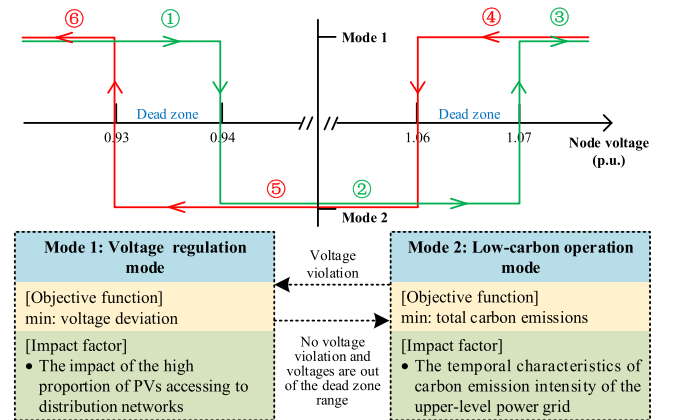 ⑥
①
④
③
Mode 1
Dead zone
Dead zone
0.93
0.94
1.06
1.07
Node voltage
(p.u.)
⑤
②
Mode 2
Mode 1: Voltage regulation
mode
[Objective function]
min: voltage deviation
[Impact factor]
• The impact of the high
proportion of PVs accessing to
distribution networks
Voltage
violation
No voltage
violation and
voltages are out
of the dead zone
range
Mode 2: Low-carbon operation
mode
[Objective function]
min: total carbon emissions
[Impact factor]
• The temporal characteristics of
carbon emission intensity of the
upper-level power grid